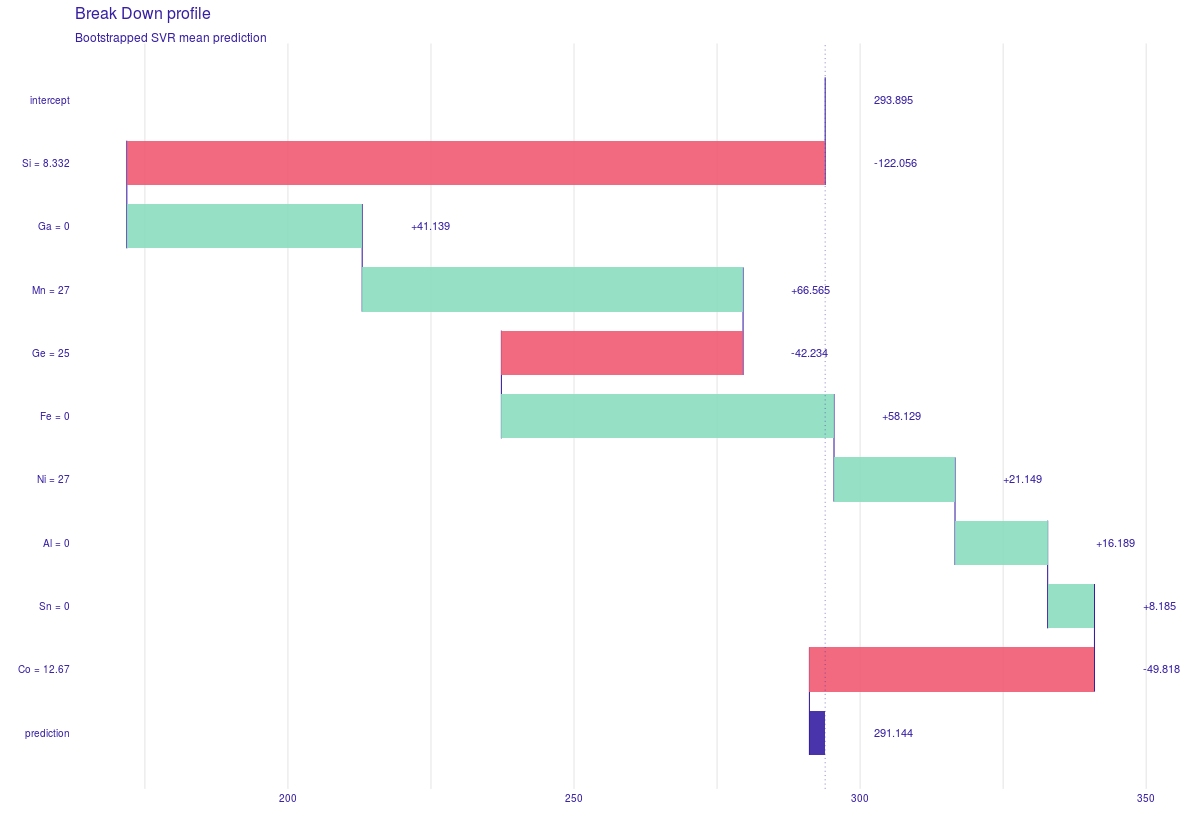 Break Down profile
Bootstrapped SVR mean prediction
intercept 293.895
Si = 8.332 -122.056
Ga = 0 +41.139
Mn = 27 +66.565
Ge = 25 -42.234
Fe = 0 +58.129
Ni = 27 +21.149
Al = 0 +16.189
Sn = 0 +8.185
Co = 12.67 -49.818
prediction 291.144
200 250 300 350